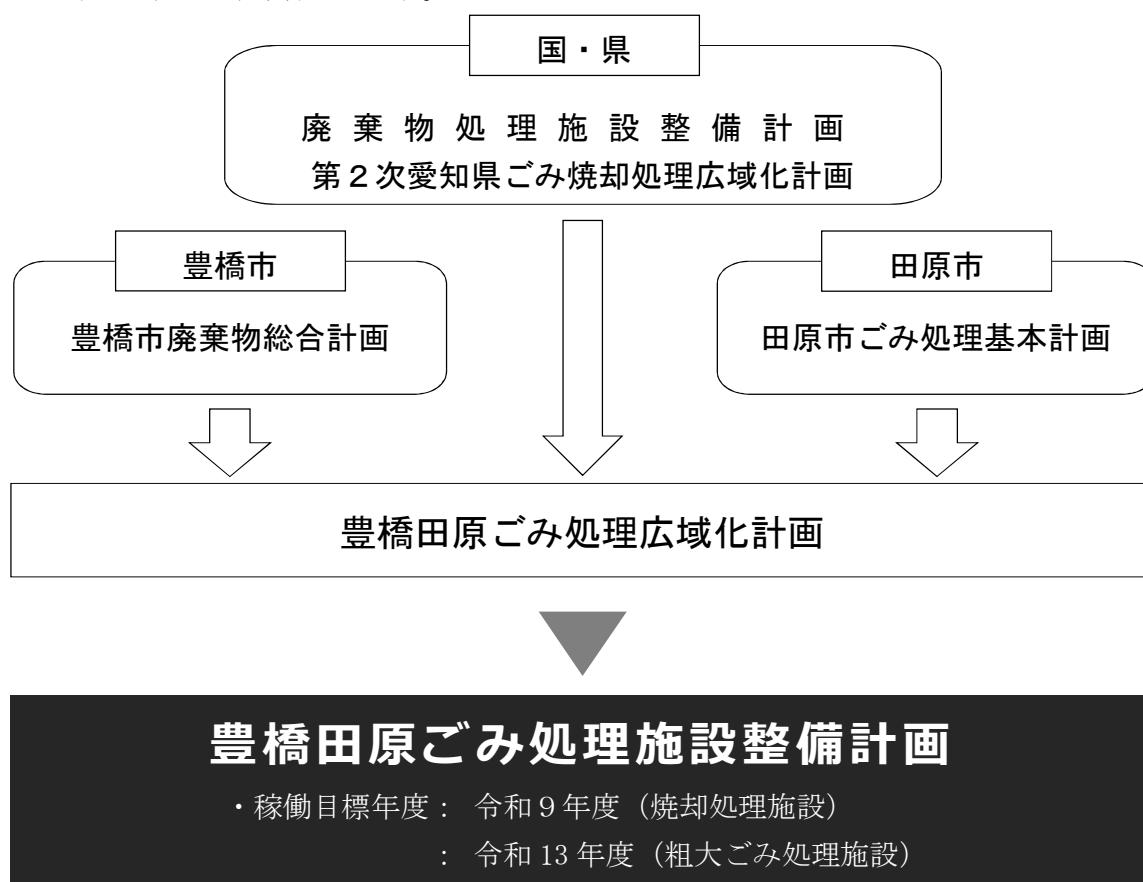 国・県
廃棄物処理施設整備計画
第２次愛知県ごみ焼却処理広域化計画
豊橋市
豊橋市廃棄物総合計画
田原市
田原市ごみ処理基本計画
豊橋田原ごみ処理広域化計画
豊橋田原ごみ処理施設整備計画
・稼働目標年度： 令和９年度（焼却処理施設）
： 令和 13 年度（粗大ごみ処理施設）